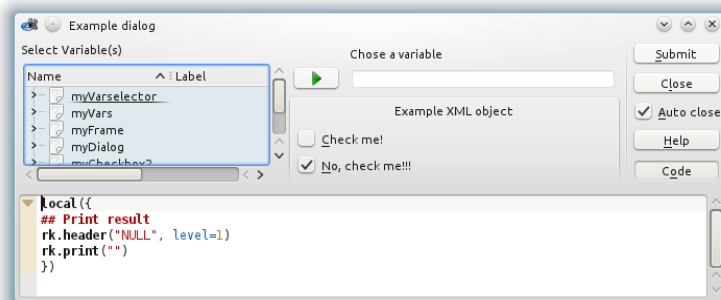 Example dialog
Select Variable(s)
Name Label
myVarselector
myVars
myFrame
myDialog
myCheckbox2
Chose a variable
Example XML object
Check me!
No, check me!!!
Submit
Close
Auto close
Help
Code
local({
## Print result
rk.header("NULL", level=1)
rk.print("")
})